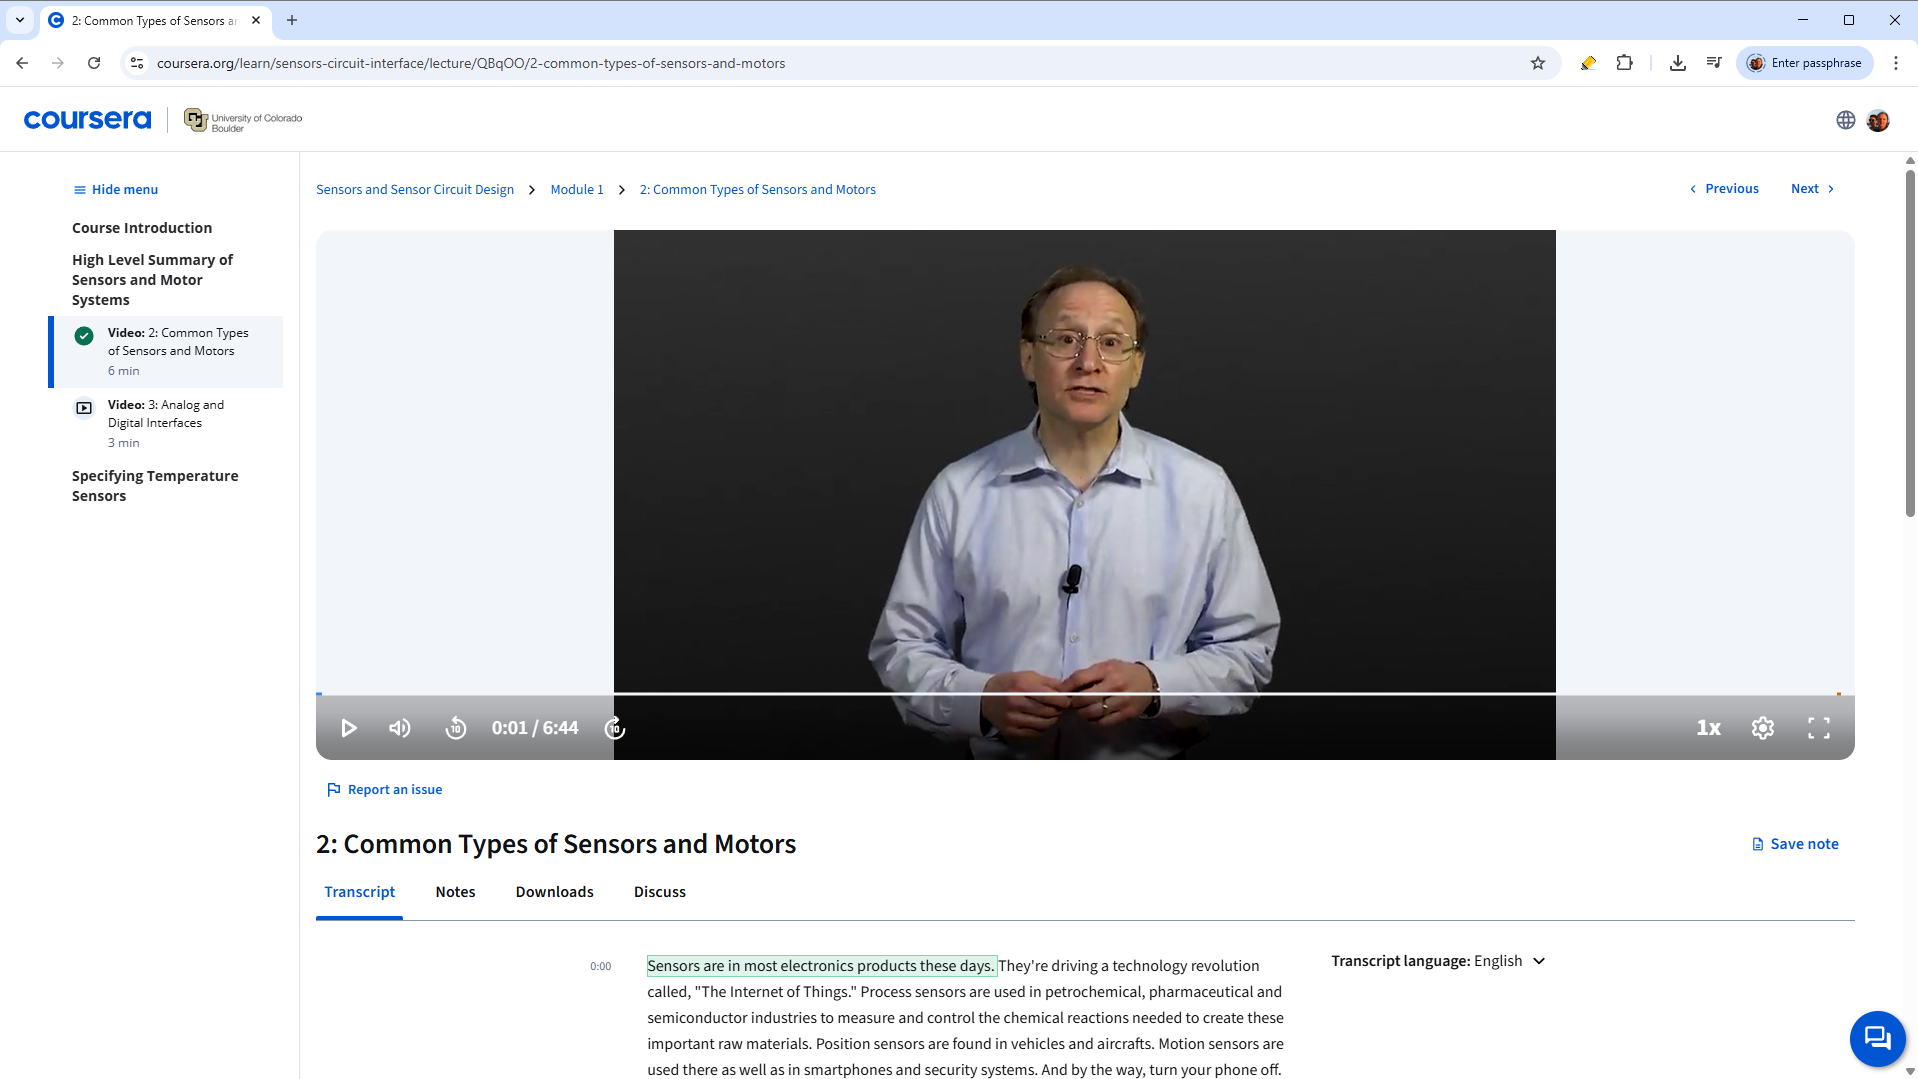 2: Common Types of Sensors ar
coursera.org/learn/sensors-circuit-interface/lecture/QBqOO/2-common-types-of-sensors-and-motors
Enter passphrase
coursera
University of Colorado
Boulder
Hide menu
Course Introduction
High Level Summary of
Sensors and Motor
Systems
Video: 2: Common Types
of Sensors and Motors
6 min
Video: 3: Analog and
Digital Interfaces
3 min
Specifying Temperature
Sensors
Sensors and Sensor Circuit Design
Module 1
2: Common Types of Sensors and Motors
Previous
Next
10
0:01 / 6:44
10
1x
Report an issue
2: Common Types of Sensors and Motors
Save note
Transcript
Notes
Downloads
Discuss
0:00
Sensors are in most electronics products these days. They're driving a technology revolution
called, "The Internet of Things." Process sensors are used in petrochemical, pharmaceutical and
semiconductor industries to measure and control the chemical reactions needed to create these
important raw materials. Position sensors are found in vehicles and aircrafts. Motion sensors are
used there as well as in smartphones and security systems. And by the way, turn your phone off.
Transcript language: English